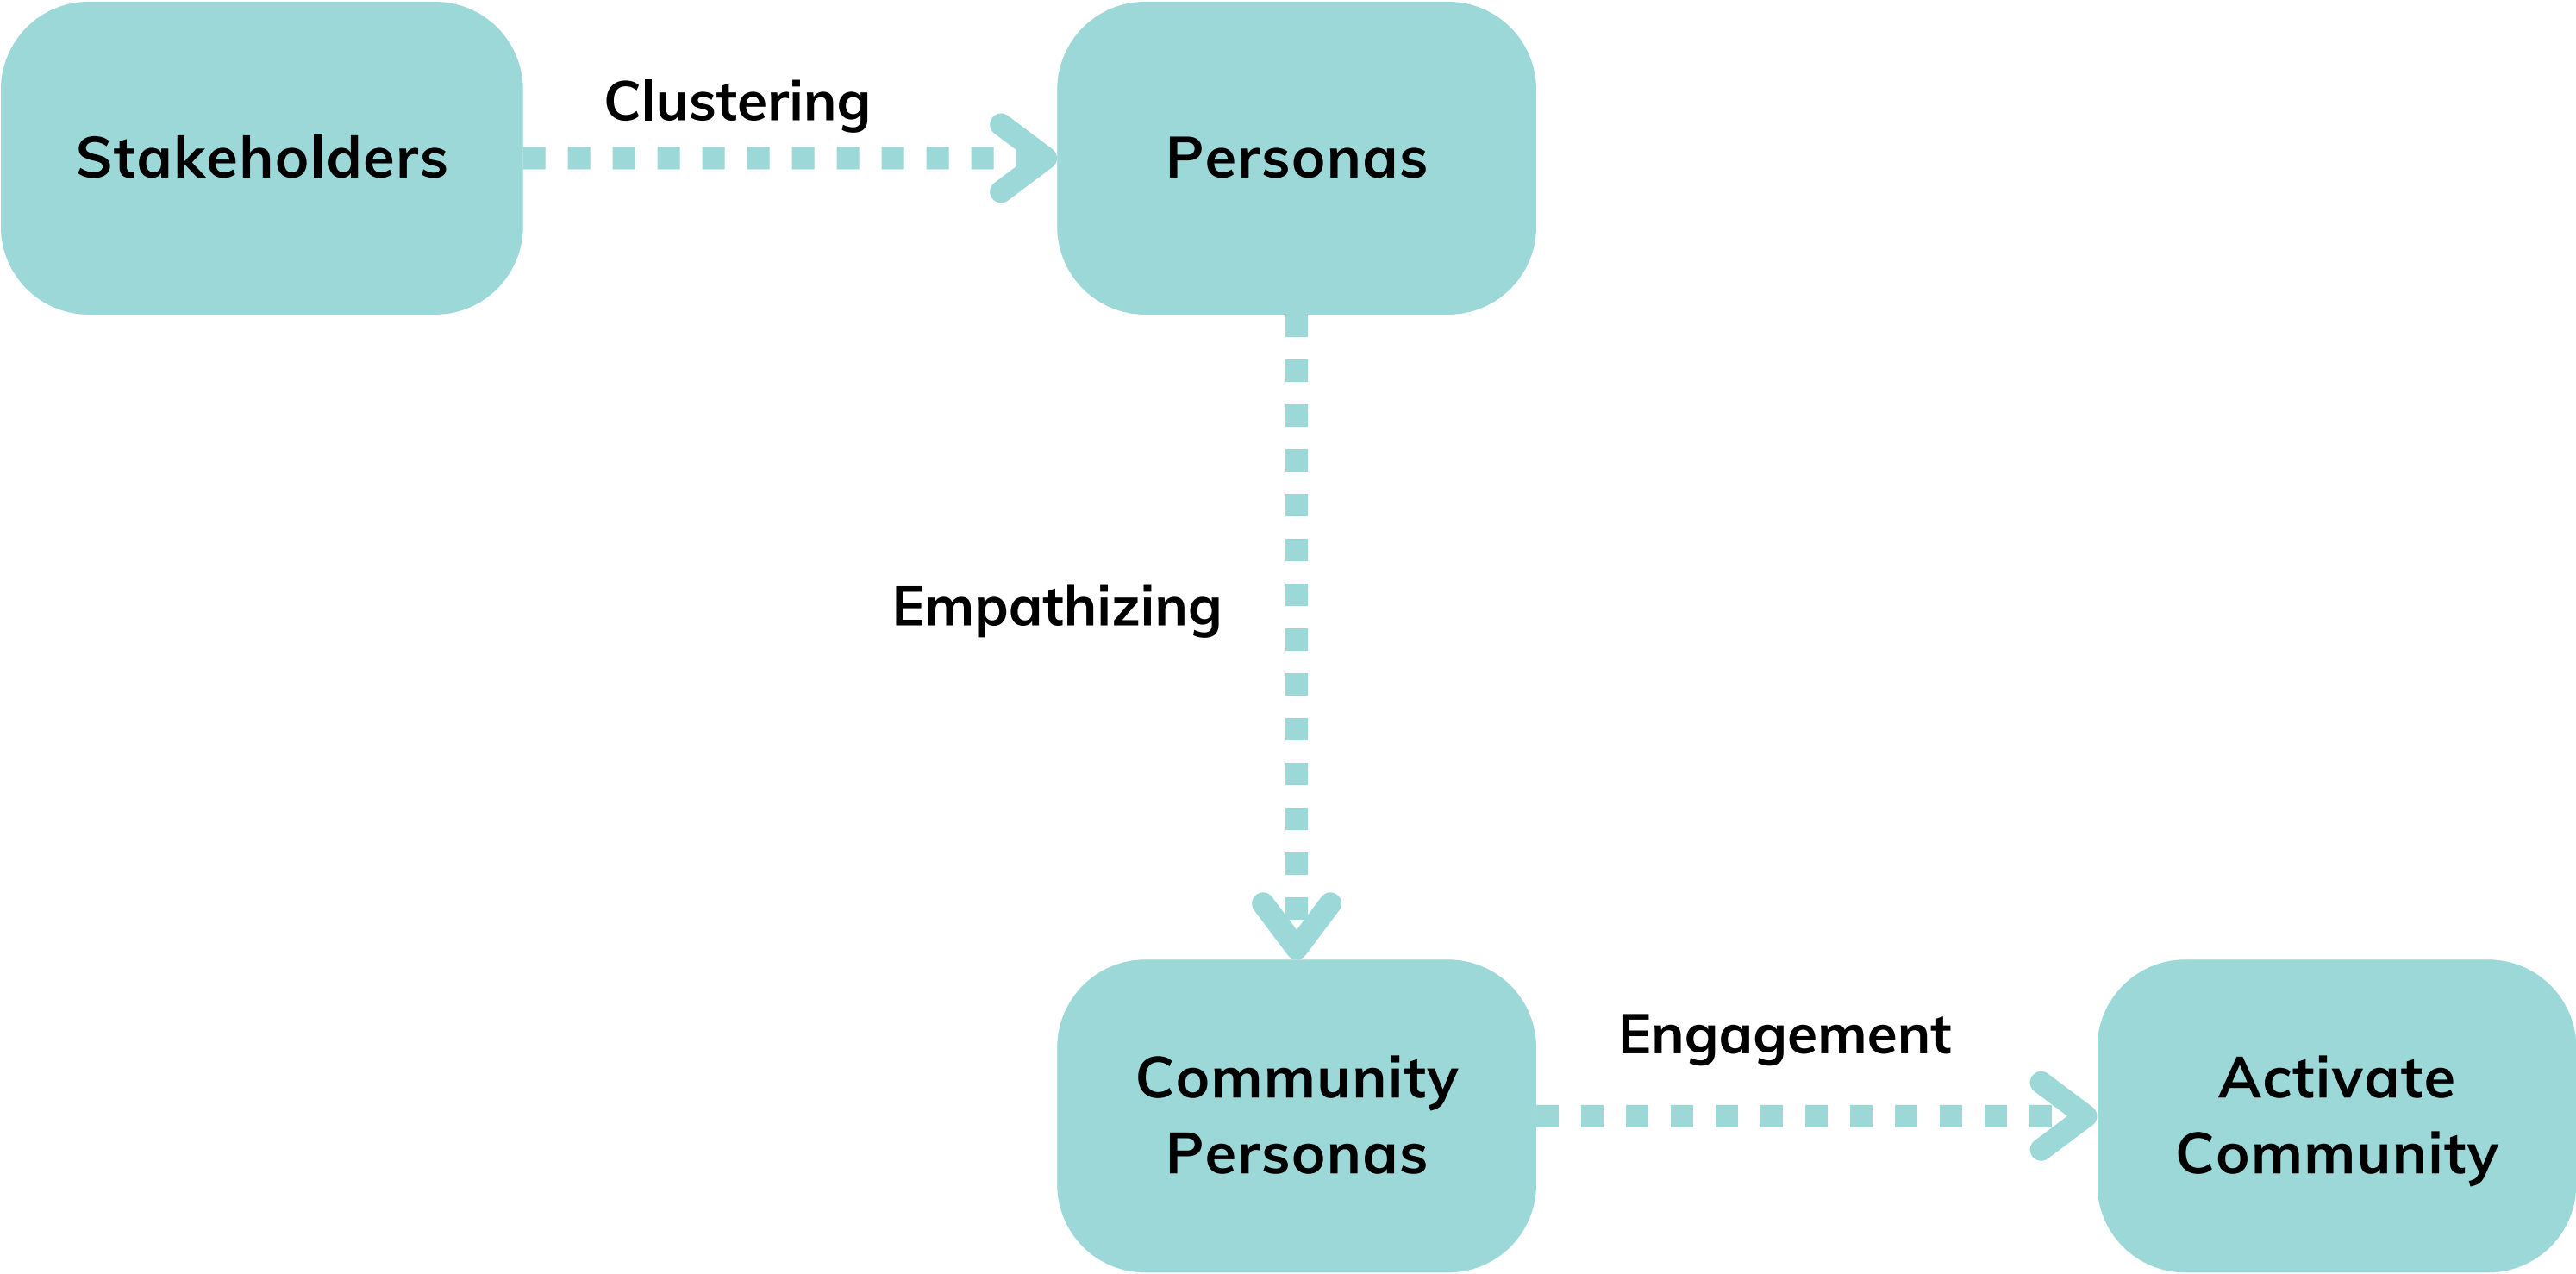 Stakeholders
Clustering
Personas
Empathizing
Community
Personas
Engagement
Activate
Community